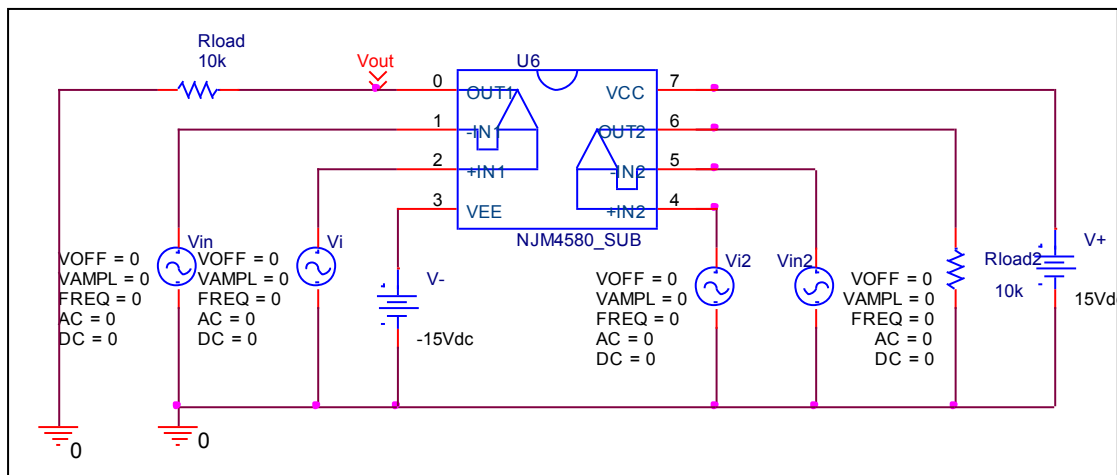 Rload
10k
Vout
U6
0
OUT1
1
-IN1
2
+IN1
3
VEE
VCC
7
OUT2
6
-IN2
5
+IN2
4
NJM4580_SUB
Vin
VOFF = 0
VAMPL = 0
FREQ = 0
AC = 0
DC = 0
Vi
VOFF = 0
VAMPL = 0
FREQ = 0
AC = 0
DC = 0
V-
-15Vdc
Vi2
VOFF = 0
VAMPL = 0
FREQ = 0
AC = 0
DC = 0
Vin2
VOFF = 0
VAMPL = 0
FREQ = 0
AC = 0
DC = 0
Rload2
10k
V+
15Vdc
0
0